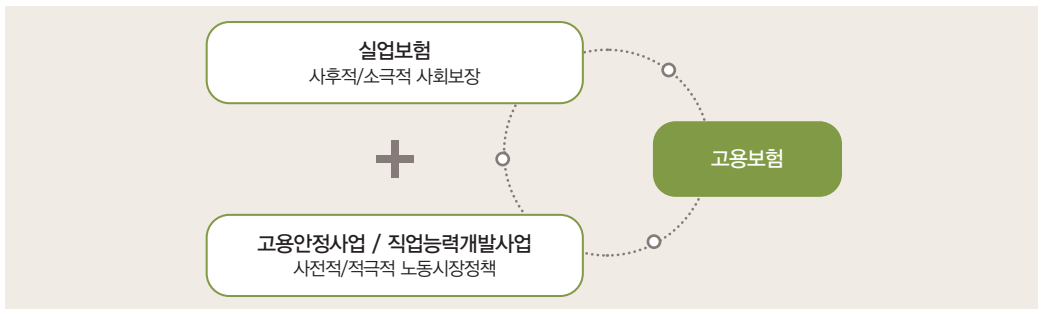 실업보험
사후적/소극적 사회보장
고용보험
고용안정사업 / 직업능력개발사업
사전적/적극적 노동시장정책